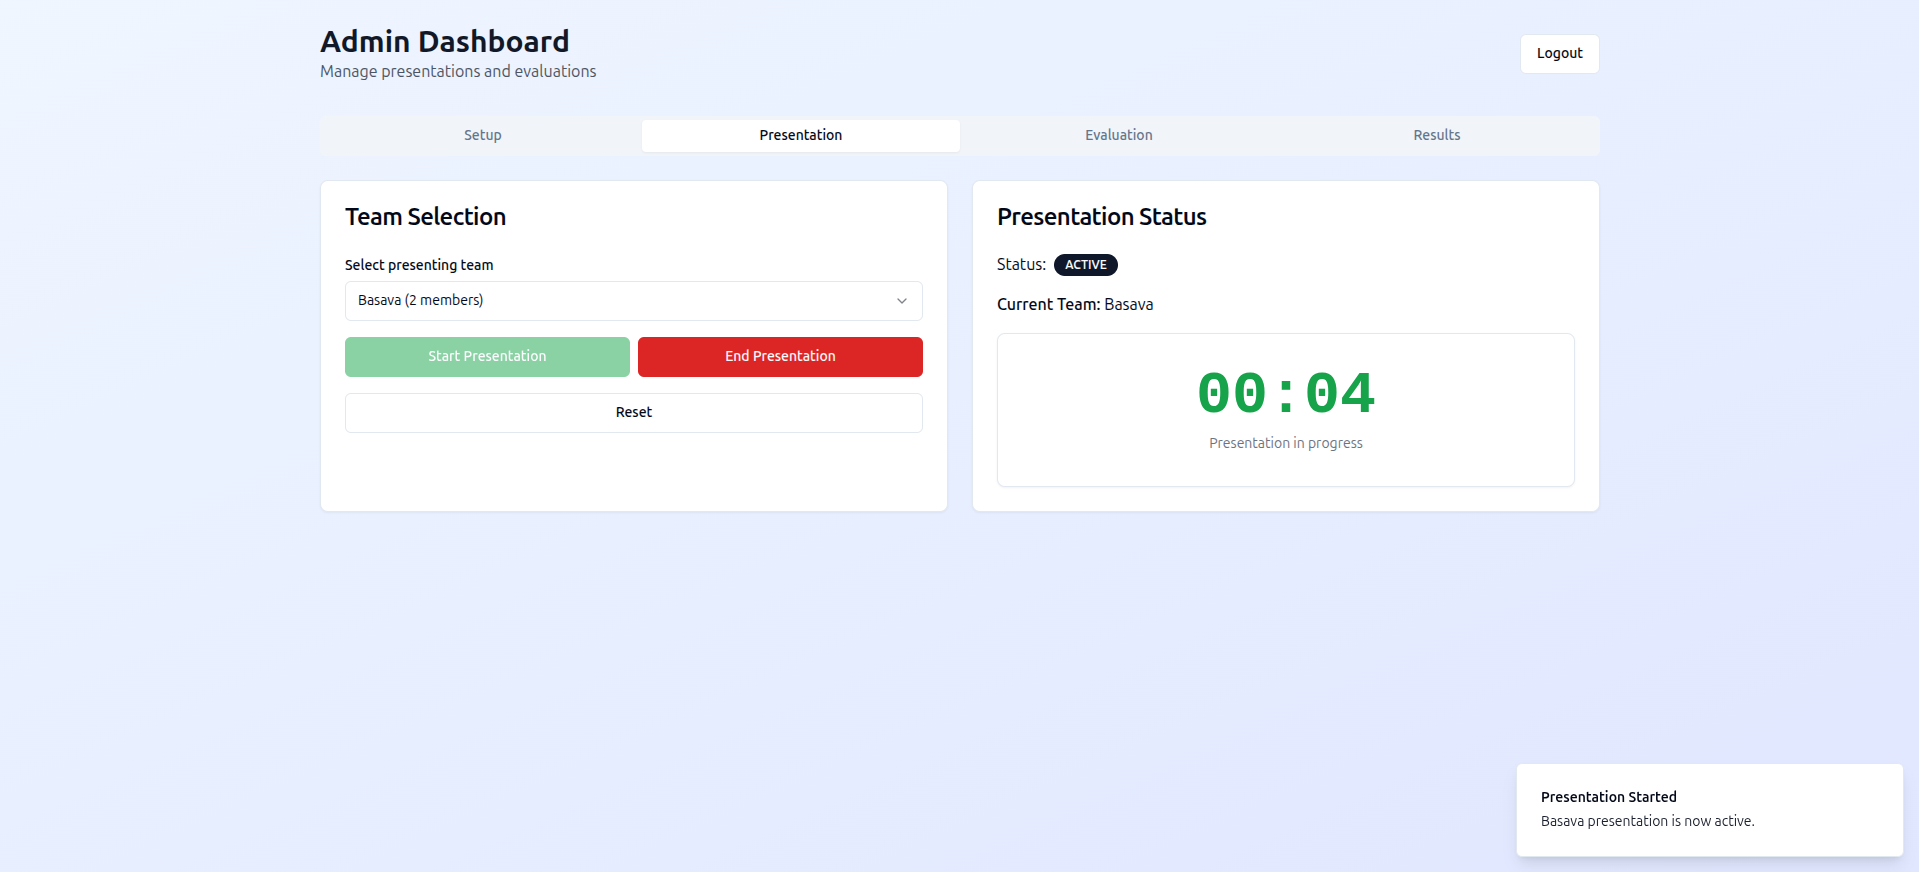 Admin Dashboard
Manage presentations and evaluations
Logout
Setup
Presentation
Evaluation
Results
Team Selection
Select presenting team
Basava (2 members)
Start Presentation
End Presentation
Reset
Presentation Status
Status: ACTIVE
Current Team: Basava
00:04
Presentation in progress
Presentation Started
Basava presentation is now active.